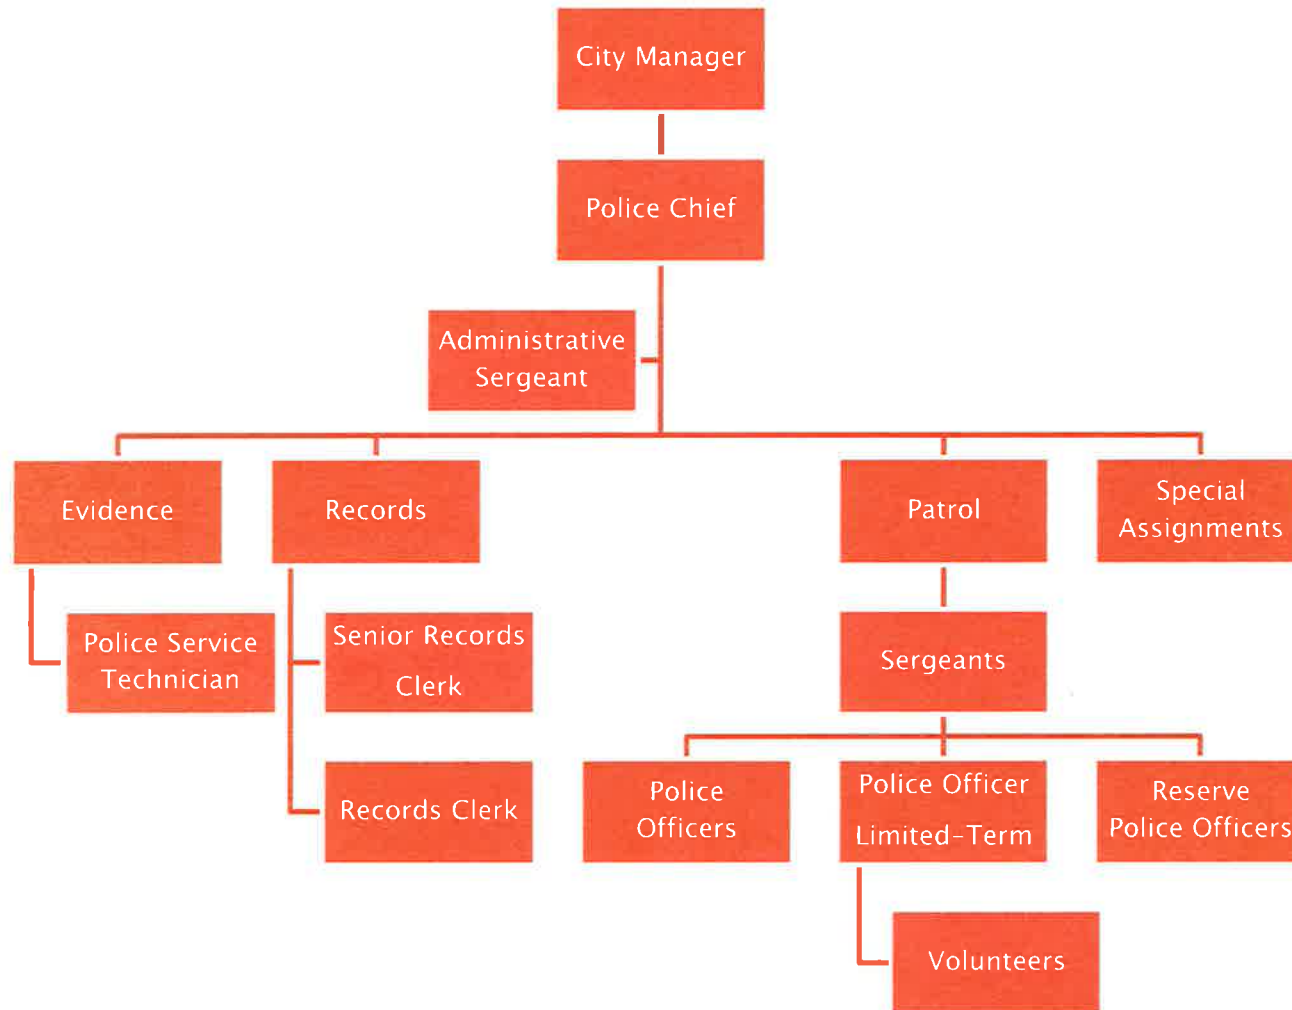 City Manager
Police Chief
Administrative
Sergeant
Evidence
Records
Patrol
Special
Assignments
Police Service
Technician
Senior Records
Clerk
Sergeants
Records Clerk
Police
Officers
Police Officer
Limited-Term
Reserve
Police Officers
Volunteers